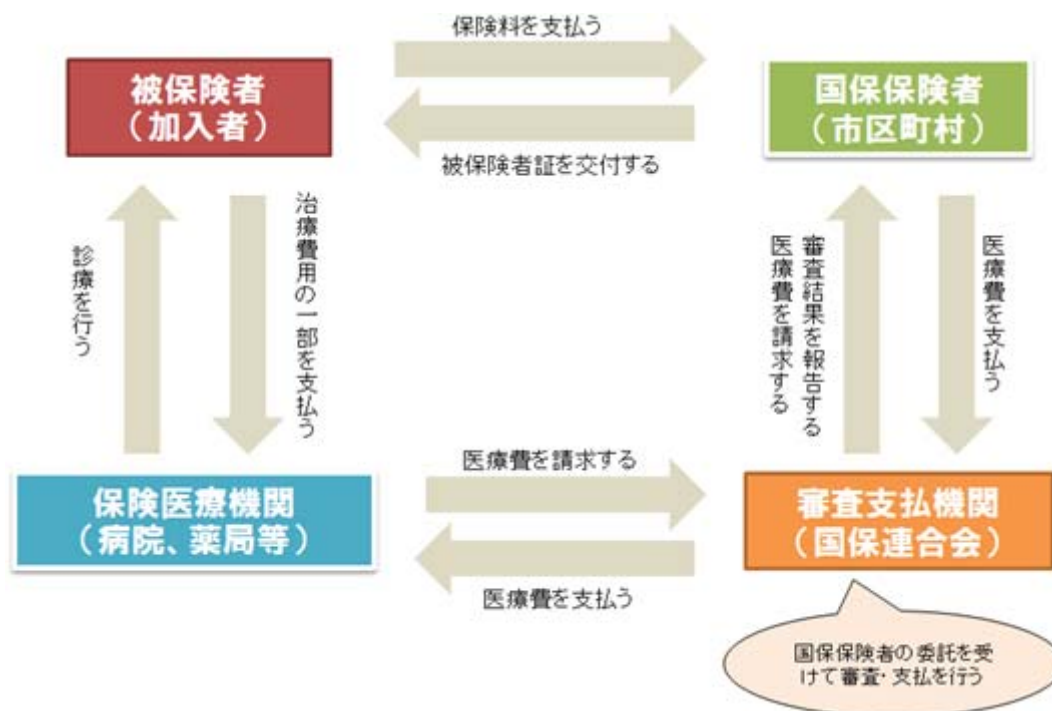 保険料を支払う
被保険者
（加入者）
国保保険者
（市区町村）
被保険者証を交付する
診療を行う
治療費用の一部を支払う
審査結果を報告する
医療費を請求する
医療費を支払う
医療費を請求する
保険医療機関
（病院、薬局等）
審査支払機関
（国保連合会）
医療費を支払う
国保保険者の委託を受
けて審査・支払を行う